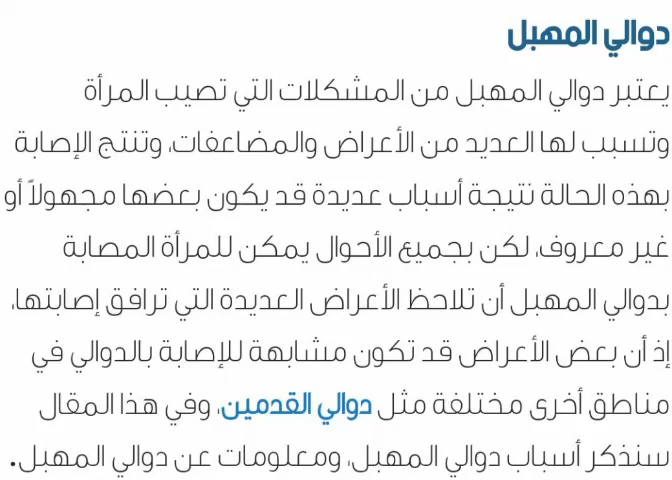 دوالي المهبل
يعتبر دوالي المهبل من المشكلات التي تصيب المرأة
وتسبب لها العديد من الأعراض والمضاعفات، وتنتج الإصابة
بهذه الحالة نتيجة أسباب عديدة قد يكون بعضها مجهولاً أو
غير معروف، لكن بجميع الأحوال يمكن للمرأة المصابة
بدوالي المهبل أن تلاحظ الأعراض العديدة التي ترافق إصابتها،
إذ أن بعض الأعراض قد تكون مشابهة للإصابة بالدوالي في
مناطق أخرى مختلفة مثل دوالي القدمين، وفي هذا المقال
سنذكر أسباب دوالي المهبل، ومعلومات عن دوالي المهبل.